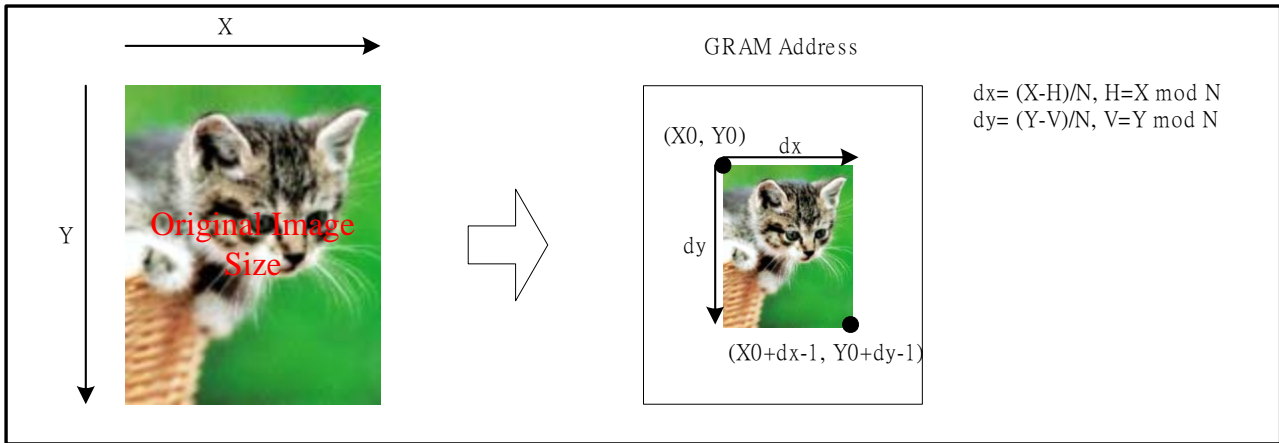 X
Y
Original Image
Size
GRAM Address
(X0, Y0)
dx
dy
(X0+dx-1, Y0+dy-1)
dx= (X-H)/N, H=X mod N
dy= (Y-V)/N, V=Y mod N